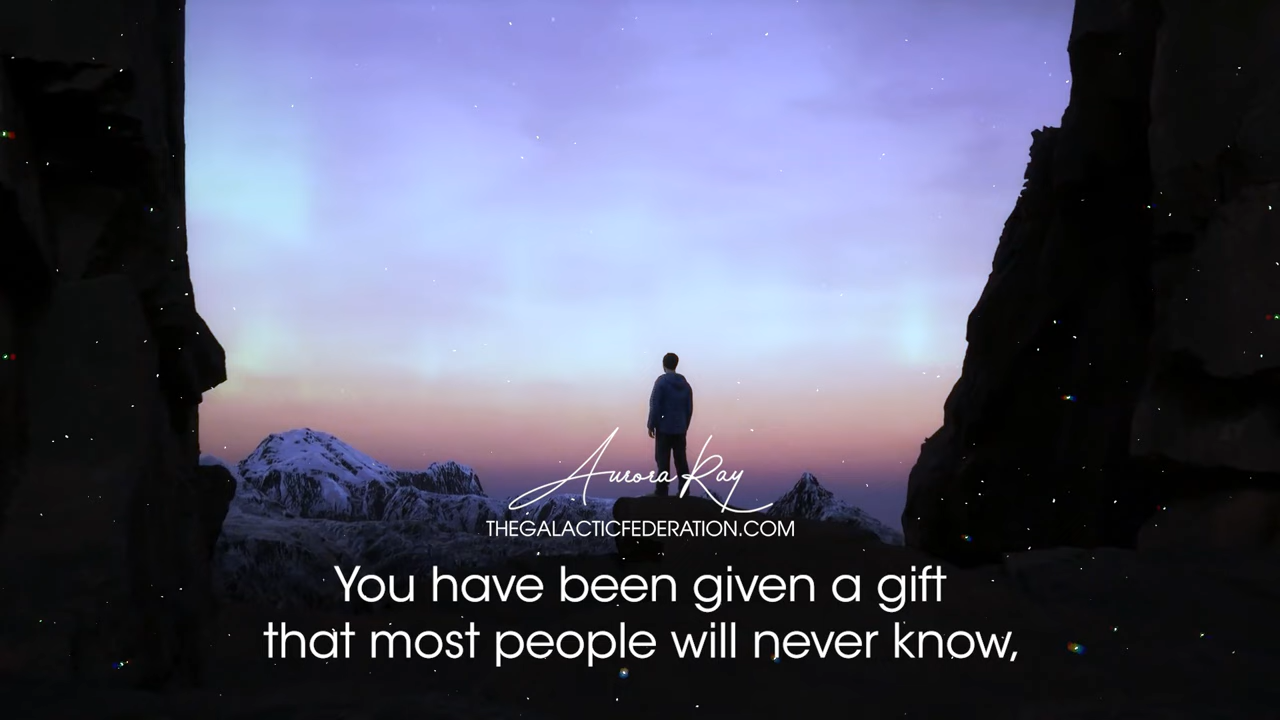 Aurora Ray
THEGALACTICFEDERATION.COM
You have been given a gift
that most people will never know,